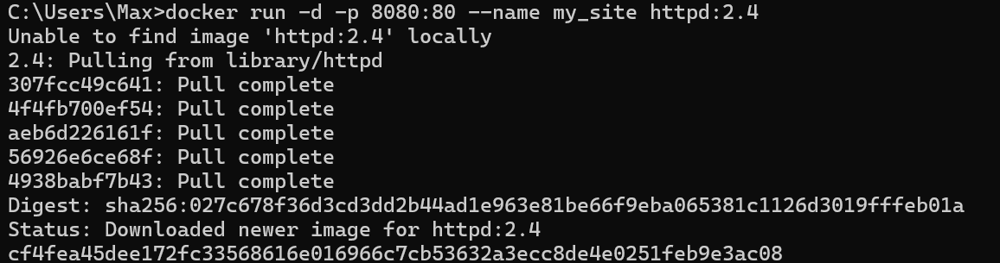 C:\Users\Max>docker run -d -p 8080:80 --name my_site httpd:2.4
Unable to find image 'httpd:2.4' locally
2.4: Pulling from library/httpd
307fcc49c641: Pull complete
4f4fb700ef54: Pull complete
aeb6d226161f: Pull complete
56926e6ce68f: Pull complete
4938babf7b43: Pull complete
Digest: sha256:027c678f36d3cd3dd2b44ad1e963e81be66f9eba065381c1126d3019fffeb01a
Status: Downloaded newer image for httpd:2.4
cf4fea45dee172fc33568616e016966c7cb53632a3ecc8de4e0251feb9e3ac08